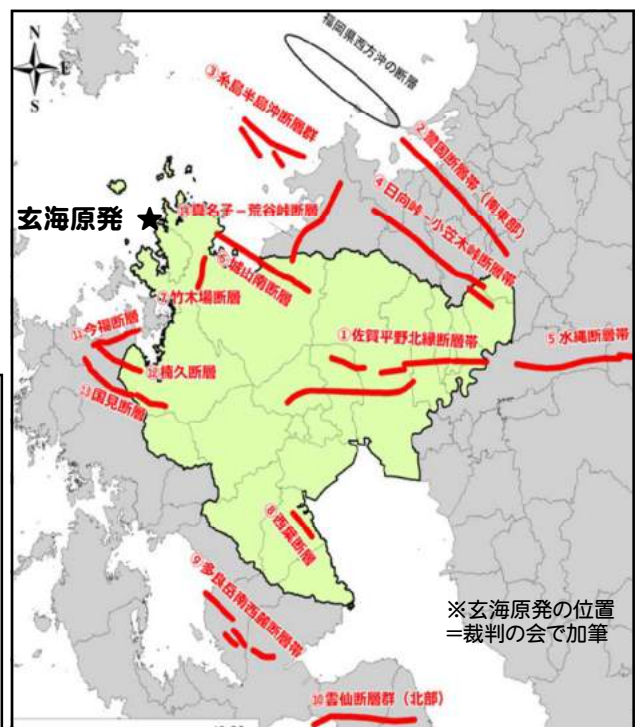 N
E
S
福岡県西方沖の断層
③糸島半島沖断層群
②警固断層帯（南東部）
④日向峠－小笠木峠断層帯
玄海原発 ★
真名子－荒谷峠断層
⑥城山南断層
⑦竹木場断層
⑪今福断層
⑫楠久断層
⑬国見断層
①佐賀平野北縁断層帯
⑤水縄断層帯
⑧西葉断層
⑨多良岳南西麓断層帯
⑩雲仙断層群（北部）
※玄海原発の位置
＝裁判の会で加筆